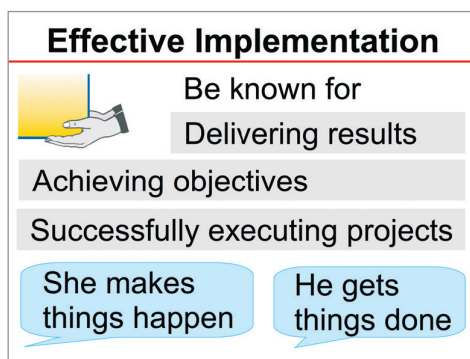 Effective Implementation
Be known for
Delivering results
Achieving objectives
Successfully executing projects
She makes
things happen
He gets
things done